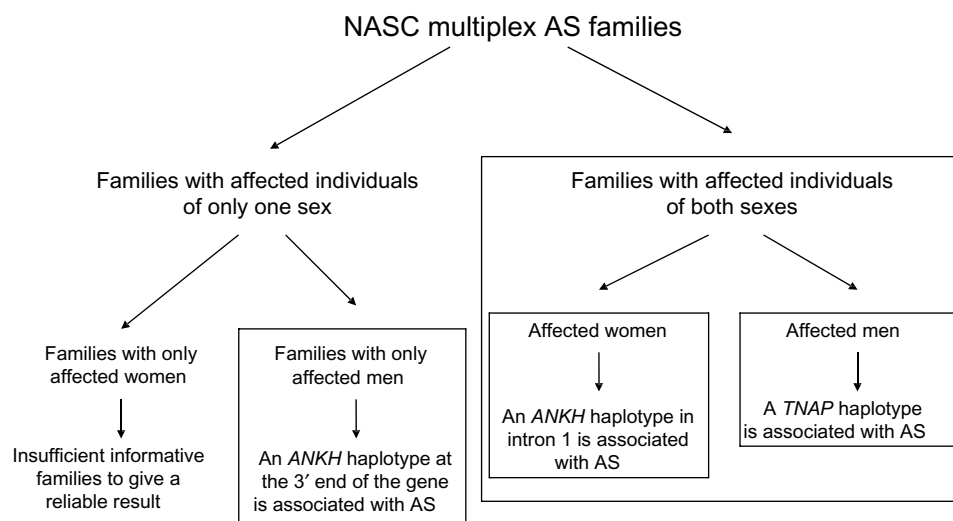 NASC multiplex AS families
Families with affected individuals
of only one sex
Families with affected individuals
of both sexes
Families with only
affected women
Families with only
affected men
Affected women
Affected men
Insufficient informative
families to give a
reliable result
An ANKH haplotype at
the 3′ end of the gene
is associated with AS
An ANKH haplotype in
intron 1 is associated
with AS
A TNAP haplotype
is associated with AS